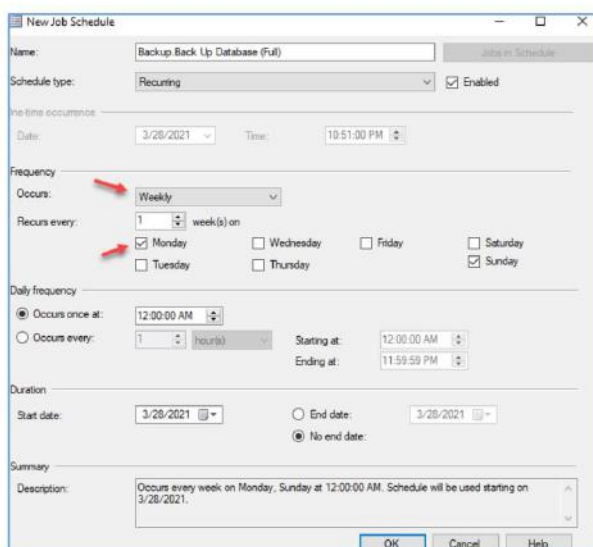 New Job Schedule
Name: Backup.Back Up Database (Full) Jobs in Schedule
Schedule type: Recurring Enabled
ne-time occurrence
Date: 3/28/2021 Time: 10:51:00 PM
Frequency
Occurs: Weekly
Recurs every: 1 week(s) on
Monday Wednesday Friday Saturday
Tuesday Thursday Sunday
Daily frequency
Occurs once at: 12:00:00 AM
Occurs every: 1 hour(s) Starting at: 12:00:00 AM
Ending at: 11:59:59 PM
Duration
Start date: 3/28/2021 End date: 3/28/2021
No end date:
Summary
Description: Occurs every week on Monday, Sunday at 12:00:00 AM. Schedule will be used starting on
3/28/2021.
OK Cancel Help